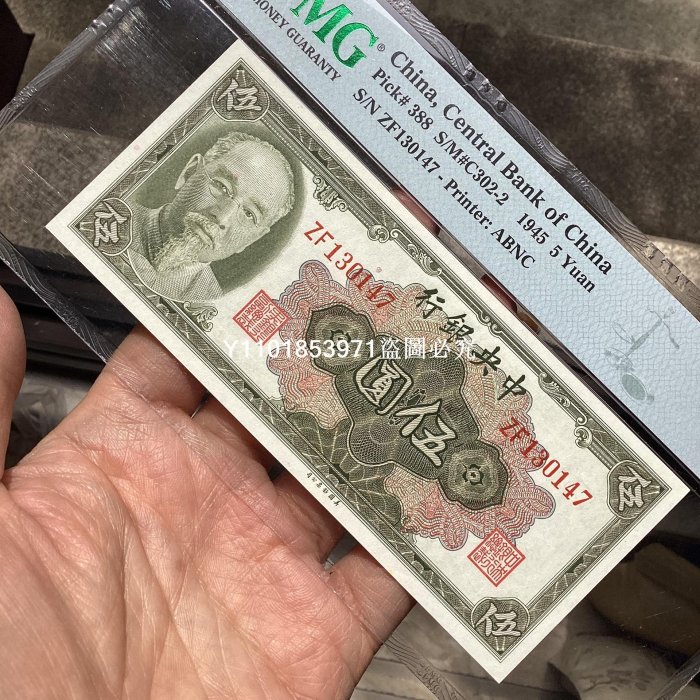 PMG®
MONEY GUARANTY
China, Central Bank of China
Pick# 388 S/M#C302-2 1945 5 Yuan
S/N ZF130147 - Printer: ABNC
伍
伍
ZF130147
行銀央中
圓伍
ZF130147
伍
伍
Y1101853971盜圖必究